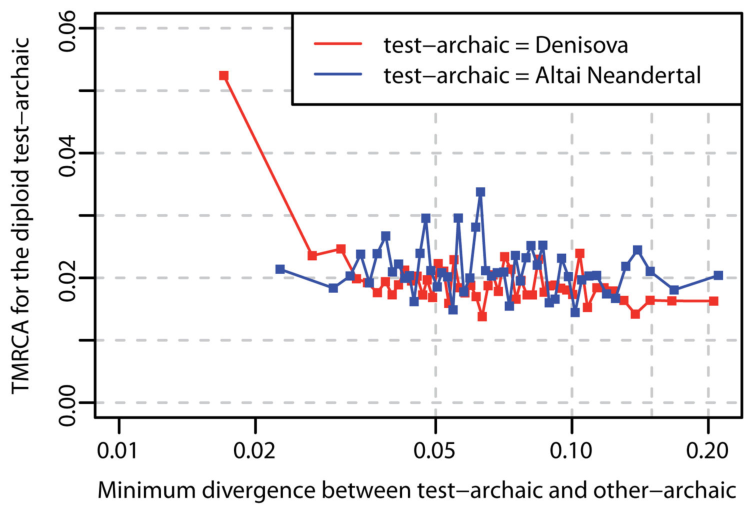 test−archaic = Denisova
test−archaic = Altai Neandertal
TMRCA for the diploid test−archaic
0.06
0.04
0.02
0.00
0.01 0.02 0.05 0.10 0.20
Minimum divergence between test−archaic and other−archaic